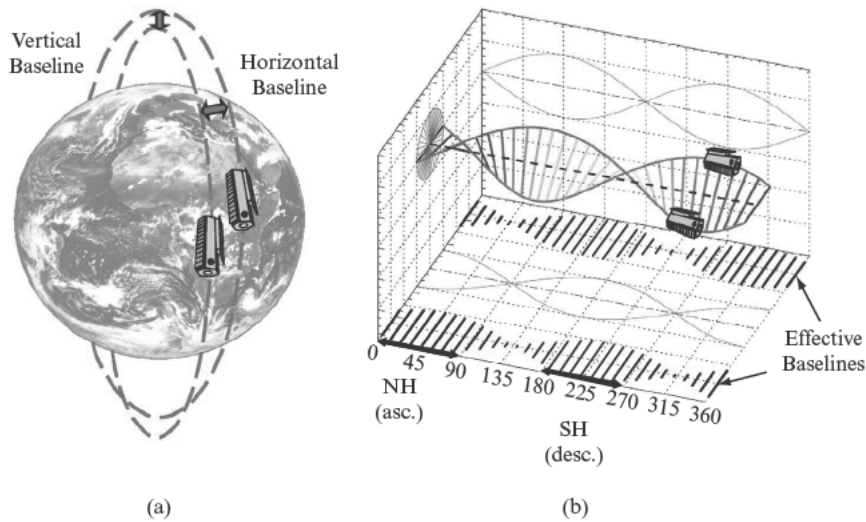 Vertical
Baseline
Horizontal
Baseline
(a)
0
45
90
135
180
225
270
315
360
NH
(asc.)
SH
(desc.)
Effective
Baselines
(b)